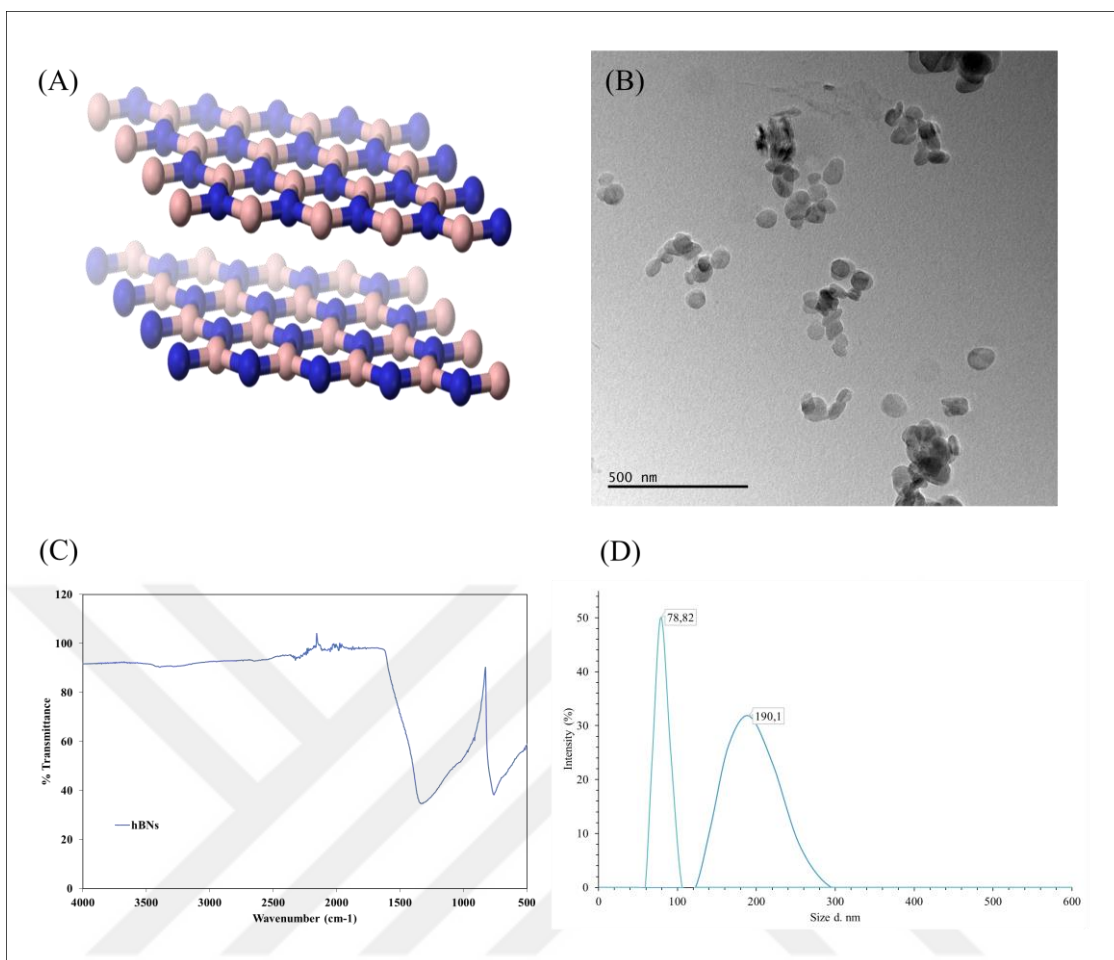 (A)
(B)
500 nm
(C)
120
100
80
60
40
20
0
% Transmittance
hBNs
4000 3500 3000 2500 2000 1500 1000 500
Wavenumber (cm-1)
(D)
50
40
30
20
10
0
Intensity (%)
78,82
190,1
0 100 200 300 400 500 600
Size d. nm